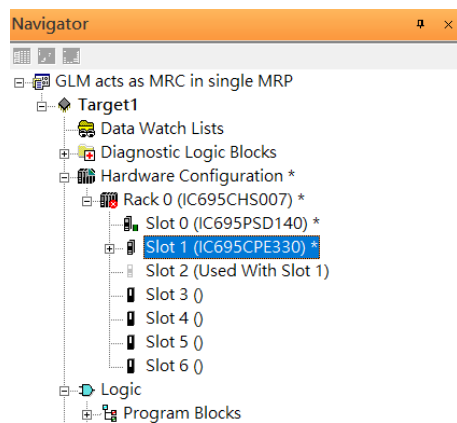 Navigator
GLM acts as MRC in single MRP
Target1
Data Watch Lists
Diagnostic Logic Blocks
Hardware Configuration *
Rack 0 (IC695CHS007) *
Slot 0 (IC695PSD140) *
Slot 1 (IC695CPE330) *
Slot 2 (Used With Slot 1)
Slot 3 ()
Slot 4 ()
Slot 5 ()
Slot 6 ()
Logic
Program Blocks